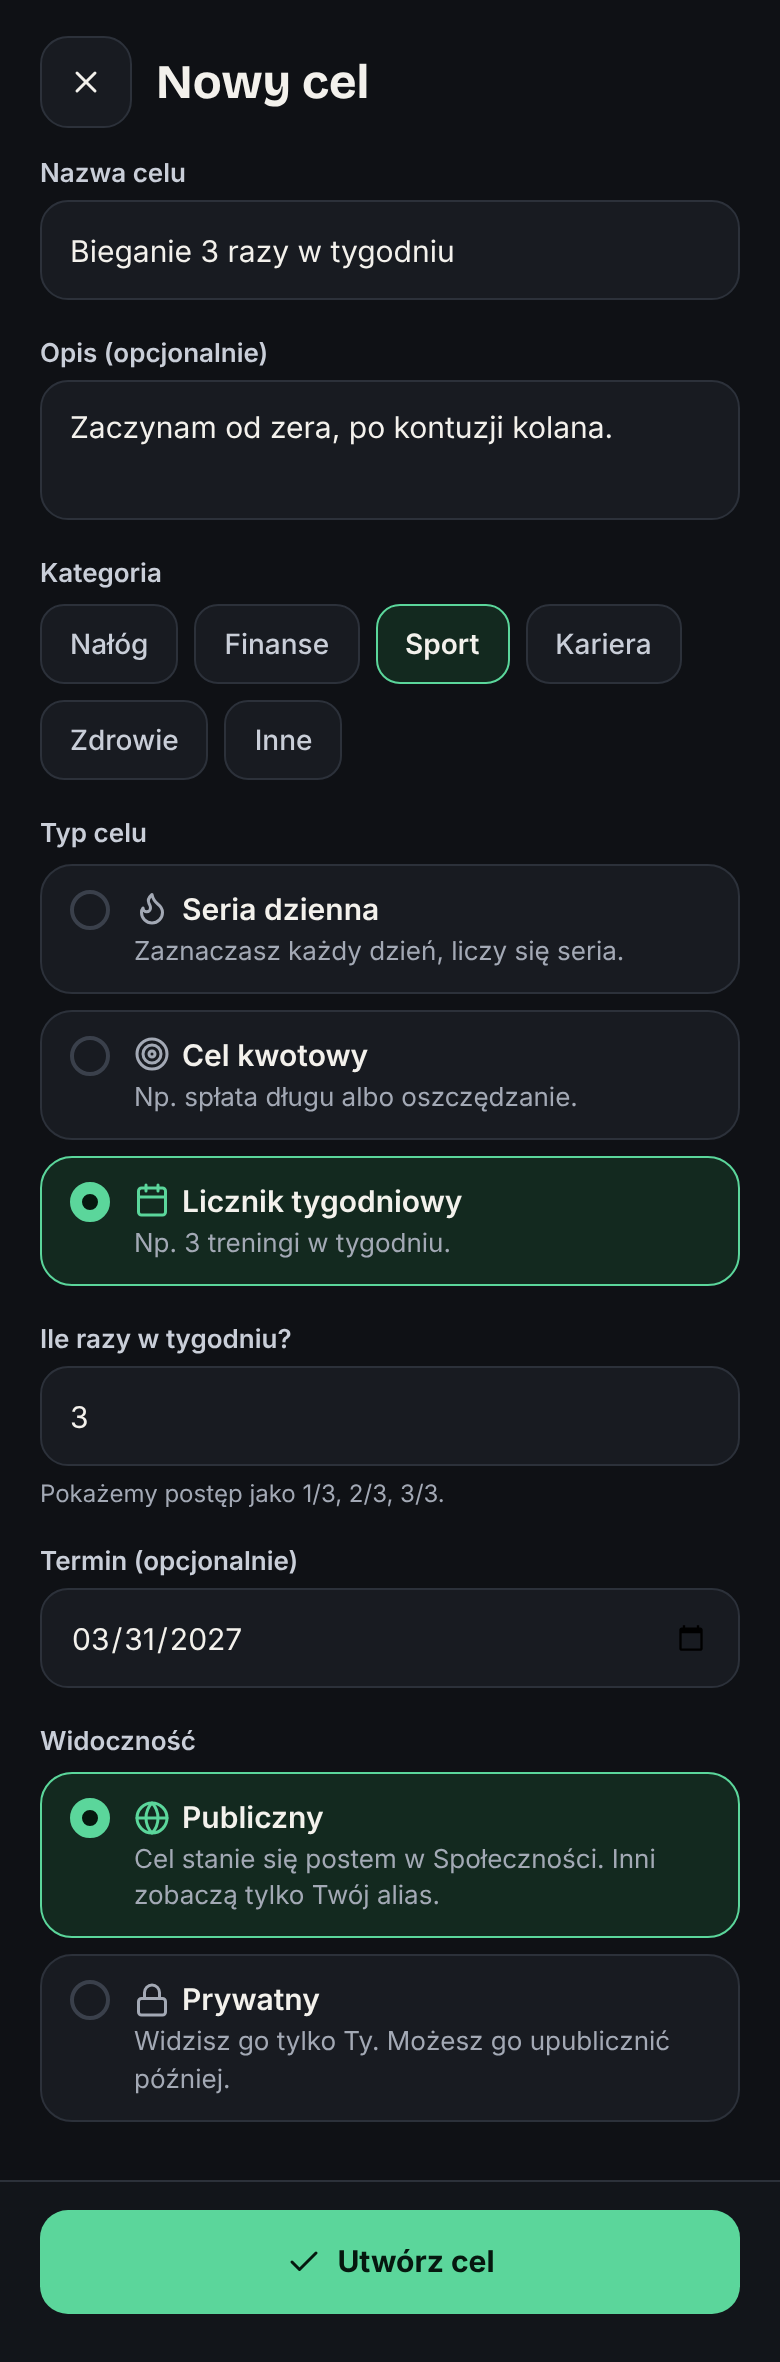 Nowy cel
Nazwa celu
Bieganie 3 razy w tygodniu
Opis (opcjonalnie)
Zaczynam od zera, po kontuzji kolana.
Kategoria
Nałóg
Finanse
Sport
Kariera
Zdrowie
Inne
Typ celu
Seria dzienna
Zaznaczasz każdy dzień, liczy się seria.
Cel kwotowy
Np. spłata długu albo oszczędzanie.
Licznik tygodniowy
Np. 3 treningi w tygodniu.
Ile razy w tygodniu?
3
Pokażemy postęp jako 1/3, 2/3, 3/3.
Termin (opcjonalnie)
03/31/2027
Widoczność
Publiczny
Cel stanie się postem w Społeczności. Inni
zobaczą tylko Twój alias.
Prywatny
Widzisz go tylko Ty. Możesz go upublicznić
później.
Utwórz cel